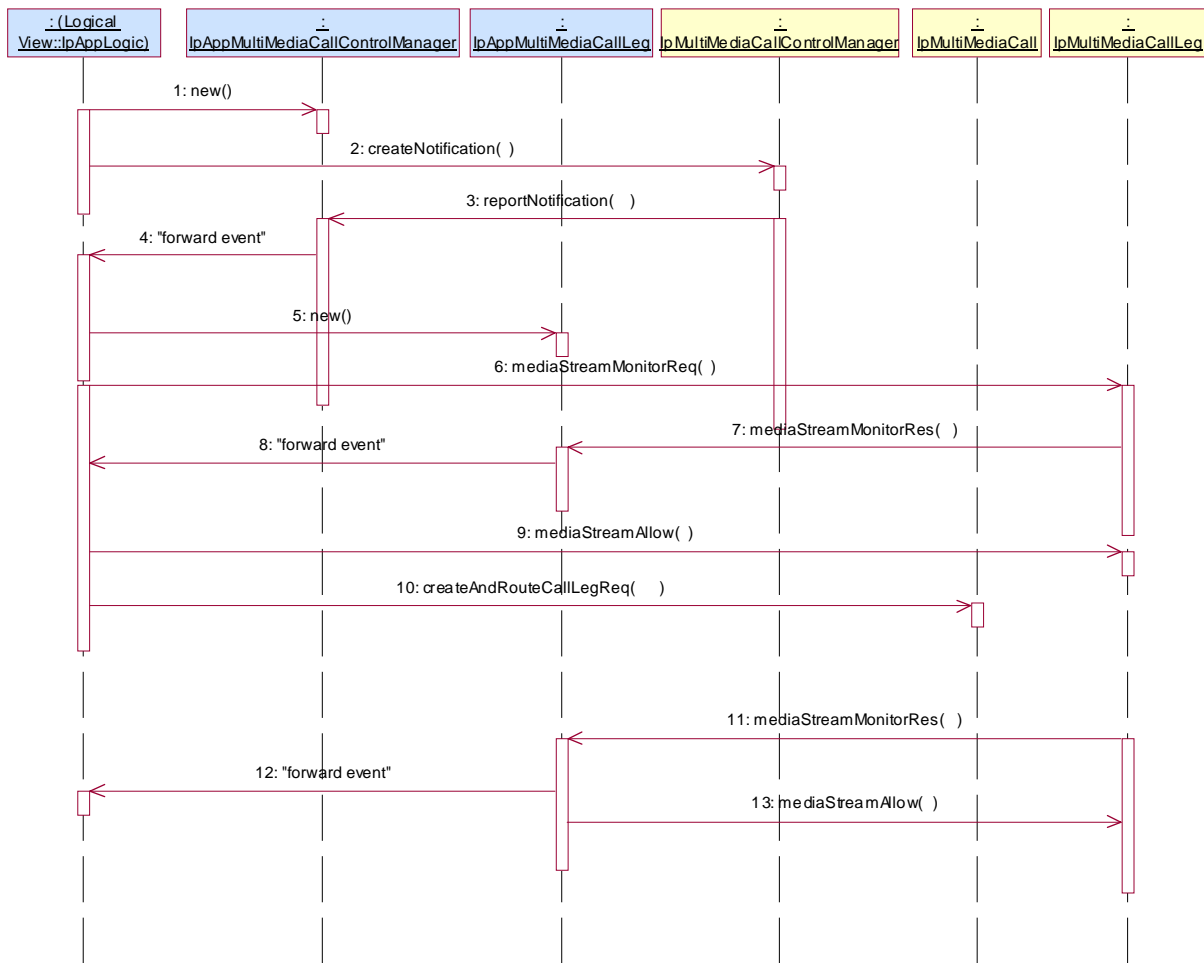 : (Logical
View::IpAppLogic)
:
IpAppMultiMediaCallControlManager
:
IpAppMultiMediaCallLeg
:
IpMultiMediaCallControlManager
:
IpMultiMediaCall
:
IpMultiMediaCallLeg
1: new()
2: createNotification( )
3: reportNotification( )
4: "forward event"
5: new()
6: mediaStreamMonitorReq( )
7: mediaStreamMonitorRes( )
8: "forward event"
9: mediaStreamAllow( )
10: createAndRouteCallLegReq( )
11: mediaStreamMonitorRes( )
12: "forward event"
13: mediaStreamAllow( )